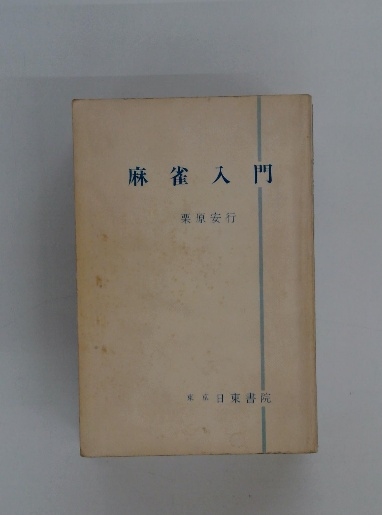 麻雀入門
栗原安行
東京 日東書院